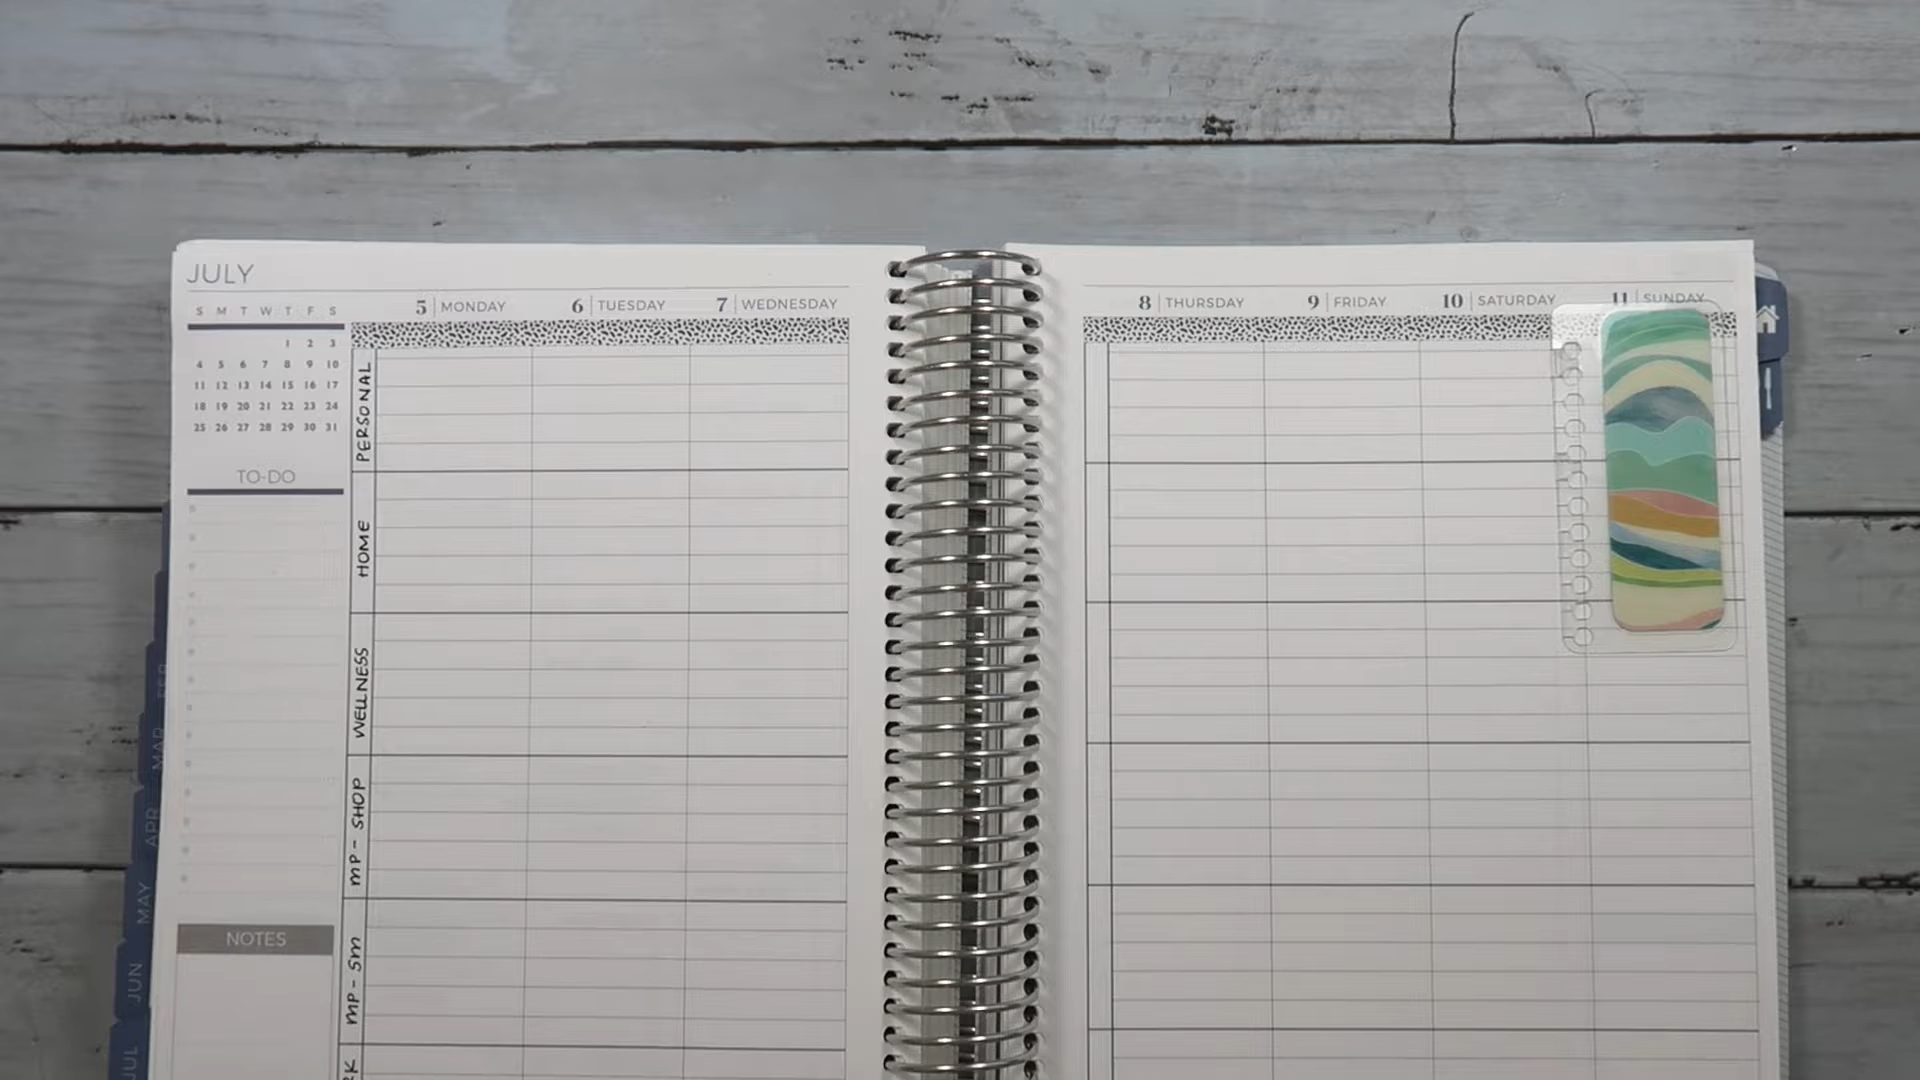 JULY
S M T W T F S
1 2 3
4 5 6 7 8 9 10
11 12 13 14 15 16 17
18 19 20 21 22 23 24
25 26 27 28 29 30 31
TO-DO
NOTES
5 MONDAY 6 TUESDAY 7 WEDNESDAY
PERSONAL
HOME
WELLNESS
MP - SHOP
MP - SM
8 THURSDAY 9 FRIDAY 10 SATURDAY 11 SUNDAY
FEB
MAR
APR
MAY
JUN
JUL